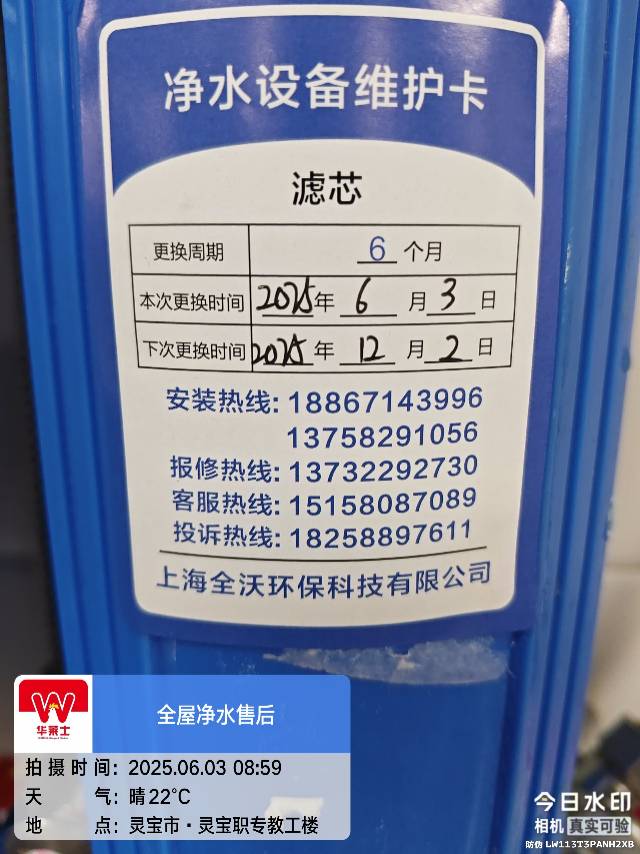 净水设备维护卡
滤芯
更换周期 6 个月
本次更换时间 2025年 6 月 3 日
下次更换时间 2025年 12 月 2 日
安装热线: 18867143996
13758291056
报修热线: 13732292730
客服热线: 15158087089
投诉热线: 18258897611
上海全沃环保科技有限公司
华莱士
全屋净水售后
拍摄时间: 2025.06.03 08:59
天 气: 晴 22℃
地 点: 灵宝市·灵宝职专教工楼
今日水印
相机 真实可验
防伪 LW113T3PANH2XB